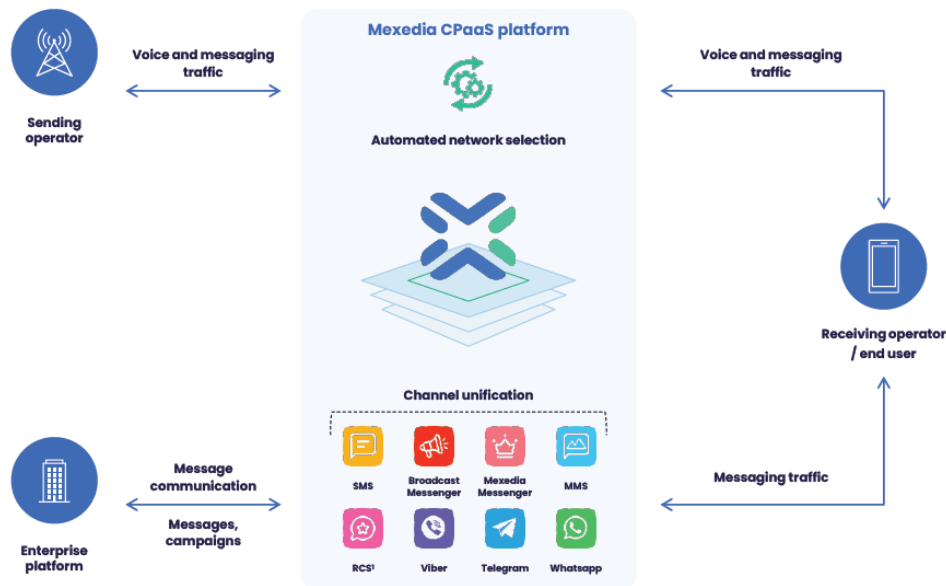 Mexedia CPaaS platform
Voice and messaging
traffic
Voice and messaging
traffic
Sending
operator
Automated network selection
Receiving operator
/ end user
Channel unification
SMS
Broadcast
Messenger
Mexedia
Messenger
MMS
Message
communication
Messages,
campaigns
Messaging traffic
Enterprise
platform
RCS¹
Viber
Telegram
Whatsapp